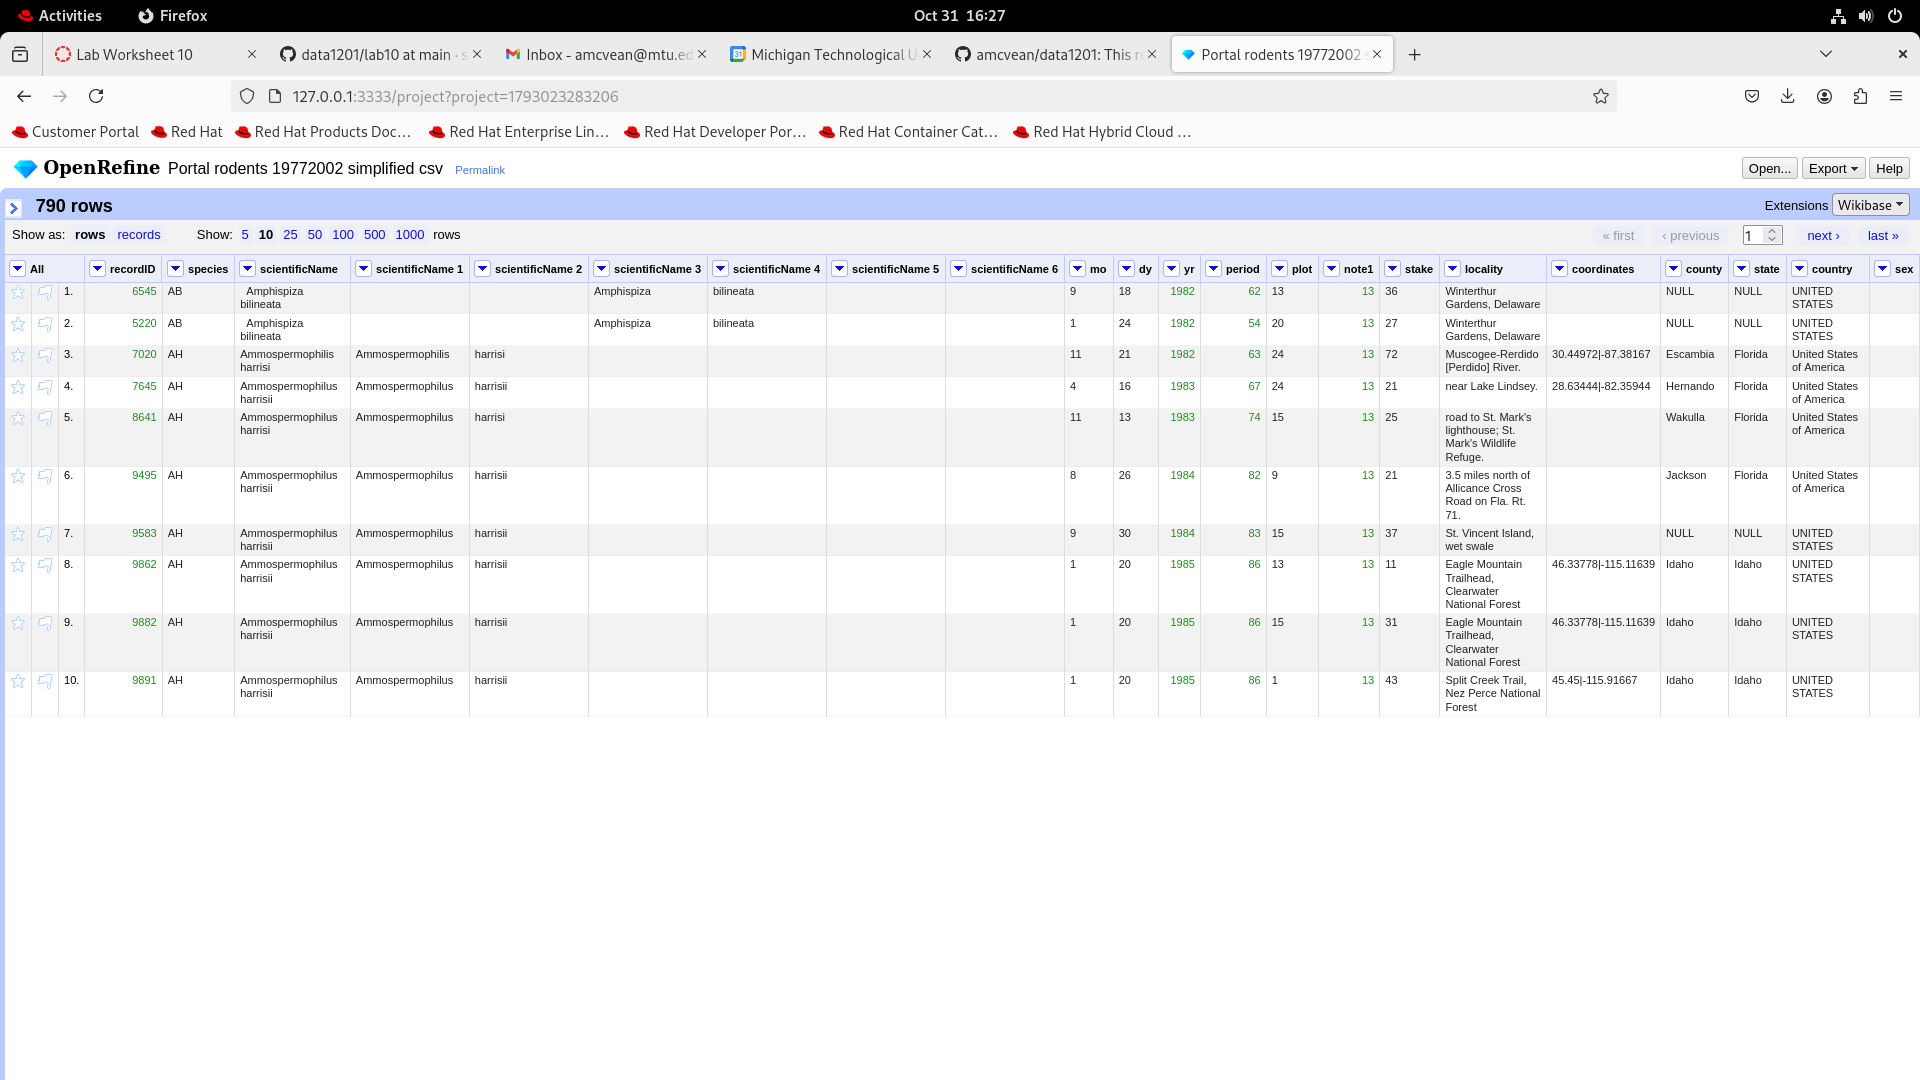 Activities Firefox Oct 31 16:27
Lab Worksheet 10 data1201/lab10 at main · s Inbox - amcvean@mtu.ed Michigan Technological U amcvean/data1201: This re Portal rodents 19772002 s
127.0.0.1:3333/project?project=1793023283206
Customer Portal Red Hat Red Hat Products Doc... Red Hat Enterprise Lin... Red Hat Developer Por... Red Hat Container Cat... Red Hat Hybrid Cloud ...
OpenRefine Portal rodents 19772002 simplified csv Permalink Open... Export Help
790 rows Extensions Wikibase
Show as: rows records Show: 5 10 25 50 100 500 1000 rows « first ‹ previous 1 next › last »
All recordID species scientificName scientificName 1 scientificName 2 scientificName 3 scientificName 4 scientificName 5 scientificName 6 mo dy yr period plot note1 stake locality coordinates county state country sex
1. 6545 AB Amphispiza Amphispiza bilineata 9 18 1982 62 13 13 36 Winterthur NULL NULL UNITED
bilineata Gardens, Delaware STATES
2. 5220 AB Amphispiza Amphispiza bilineata 1 24 1982 54 20 13 27 Winterthur NULL NULL UNITED
bilineata Gardens, Delaware STATES
3. 7020 AH Ammospermophilis Ammospermophilis harrisi 11 21 1982 63 24 13 72 Muscogee-Rerdido 30.44972|-87.38167 Escambia Florida United States
harrisi [Perdido] River. of America
4. 7645 AH Ammospermophilus Ammospermophilus harrisii 4 16 1983 67 24 13 21 near Lake Lindsey. 28.63444|-82.35944 Hernando Florida United States
harrisii of America
5. 8641 AH Ammospermophilus Ammospermophilus harrisi 11 13 1983 74 15 13 25 road to St. Mark's Wakulla Florida United States
harrisi lighthouse; St. of America
Mark's Wildlife
Refuge.
6. 9495 AH Ammospermophilus Ammospermophilus harrisii 8 26 1984 82 9 13 21 3.5 miles north of Jackson Florida United States
harrisii Allicance Cross of America
Road on Fla. Rt.
71.
7. 9583 AH Ammospermophilus Ammospermophilus harrisii 9 30 1984 83 15 13 37 St. Vincent Island, NULL NULL UNITED
harrisii wet swale STATES
8. 9862 AH Ammospermophilus Ammospermophilus harrisii 1 20 1985 86 13 13 11 Eagle Mountain 46.33778|-115.11639 Idaho Idaho UNITED
harrisii Trailhead, STATES
Clearwater
National Forest
9. 9882 AH Ammospermophilus Ammospermophilus harrisii 1 20 1985 86 15 13 31 Eagle Mountain 46.33778|-115.11639 Idaho Idaho UNITED
harrisii Trailhead, STATES
Clearwater
National Forest
10. 9891 AH Ammospermophilus Ammospermophilus harrisii 1 20 1985 86 1 13 43 Split Creek Trail, 45.45|-115.91667 Idaho Idaho UNITED
harrisii Nez Perce National STATES
Forest